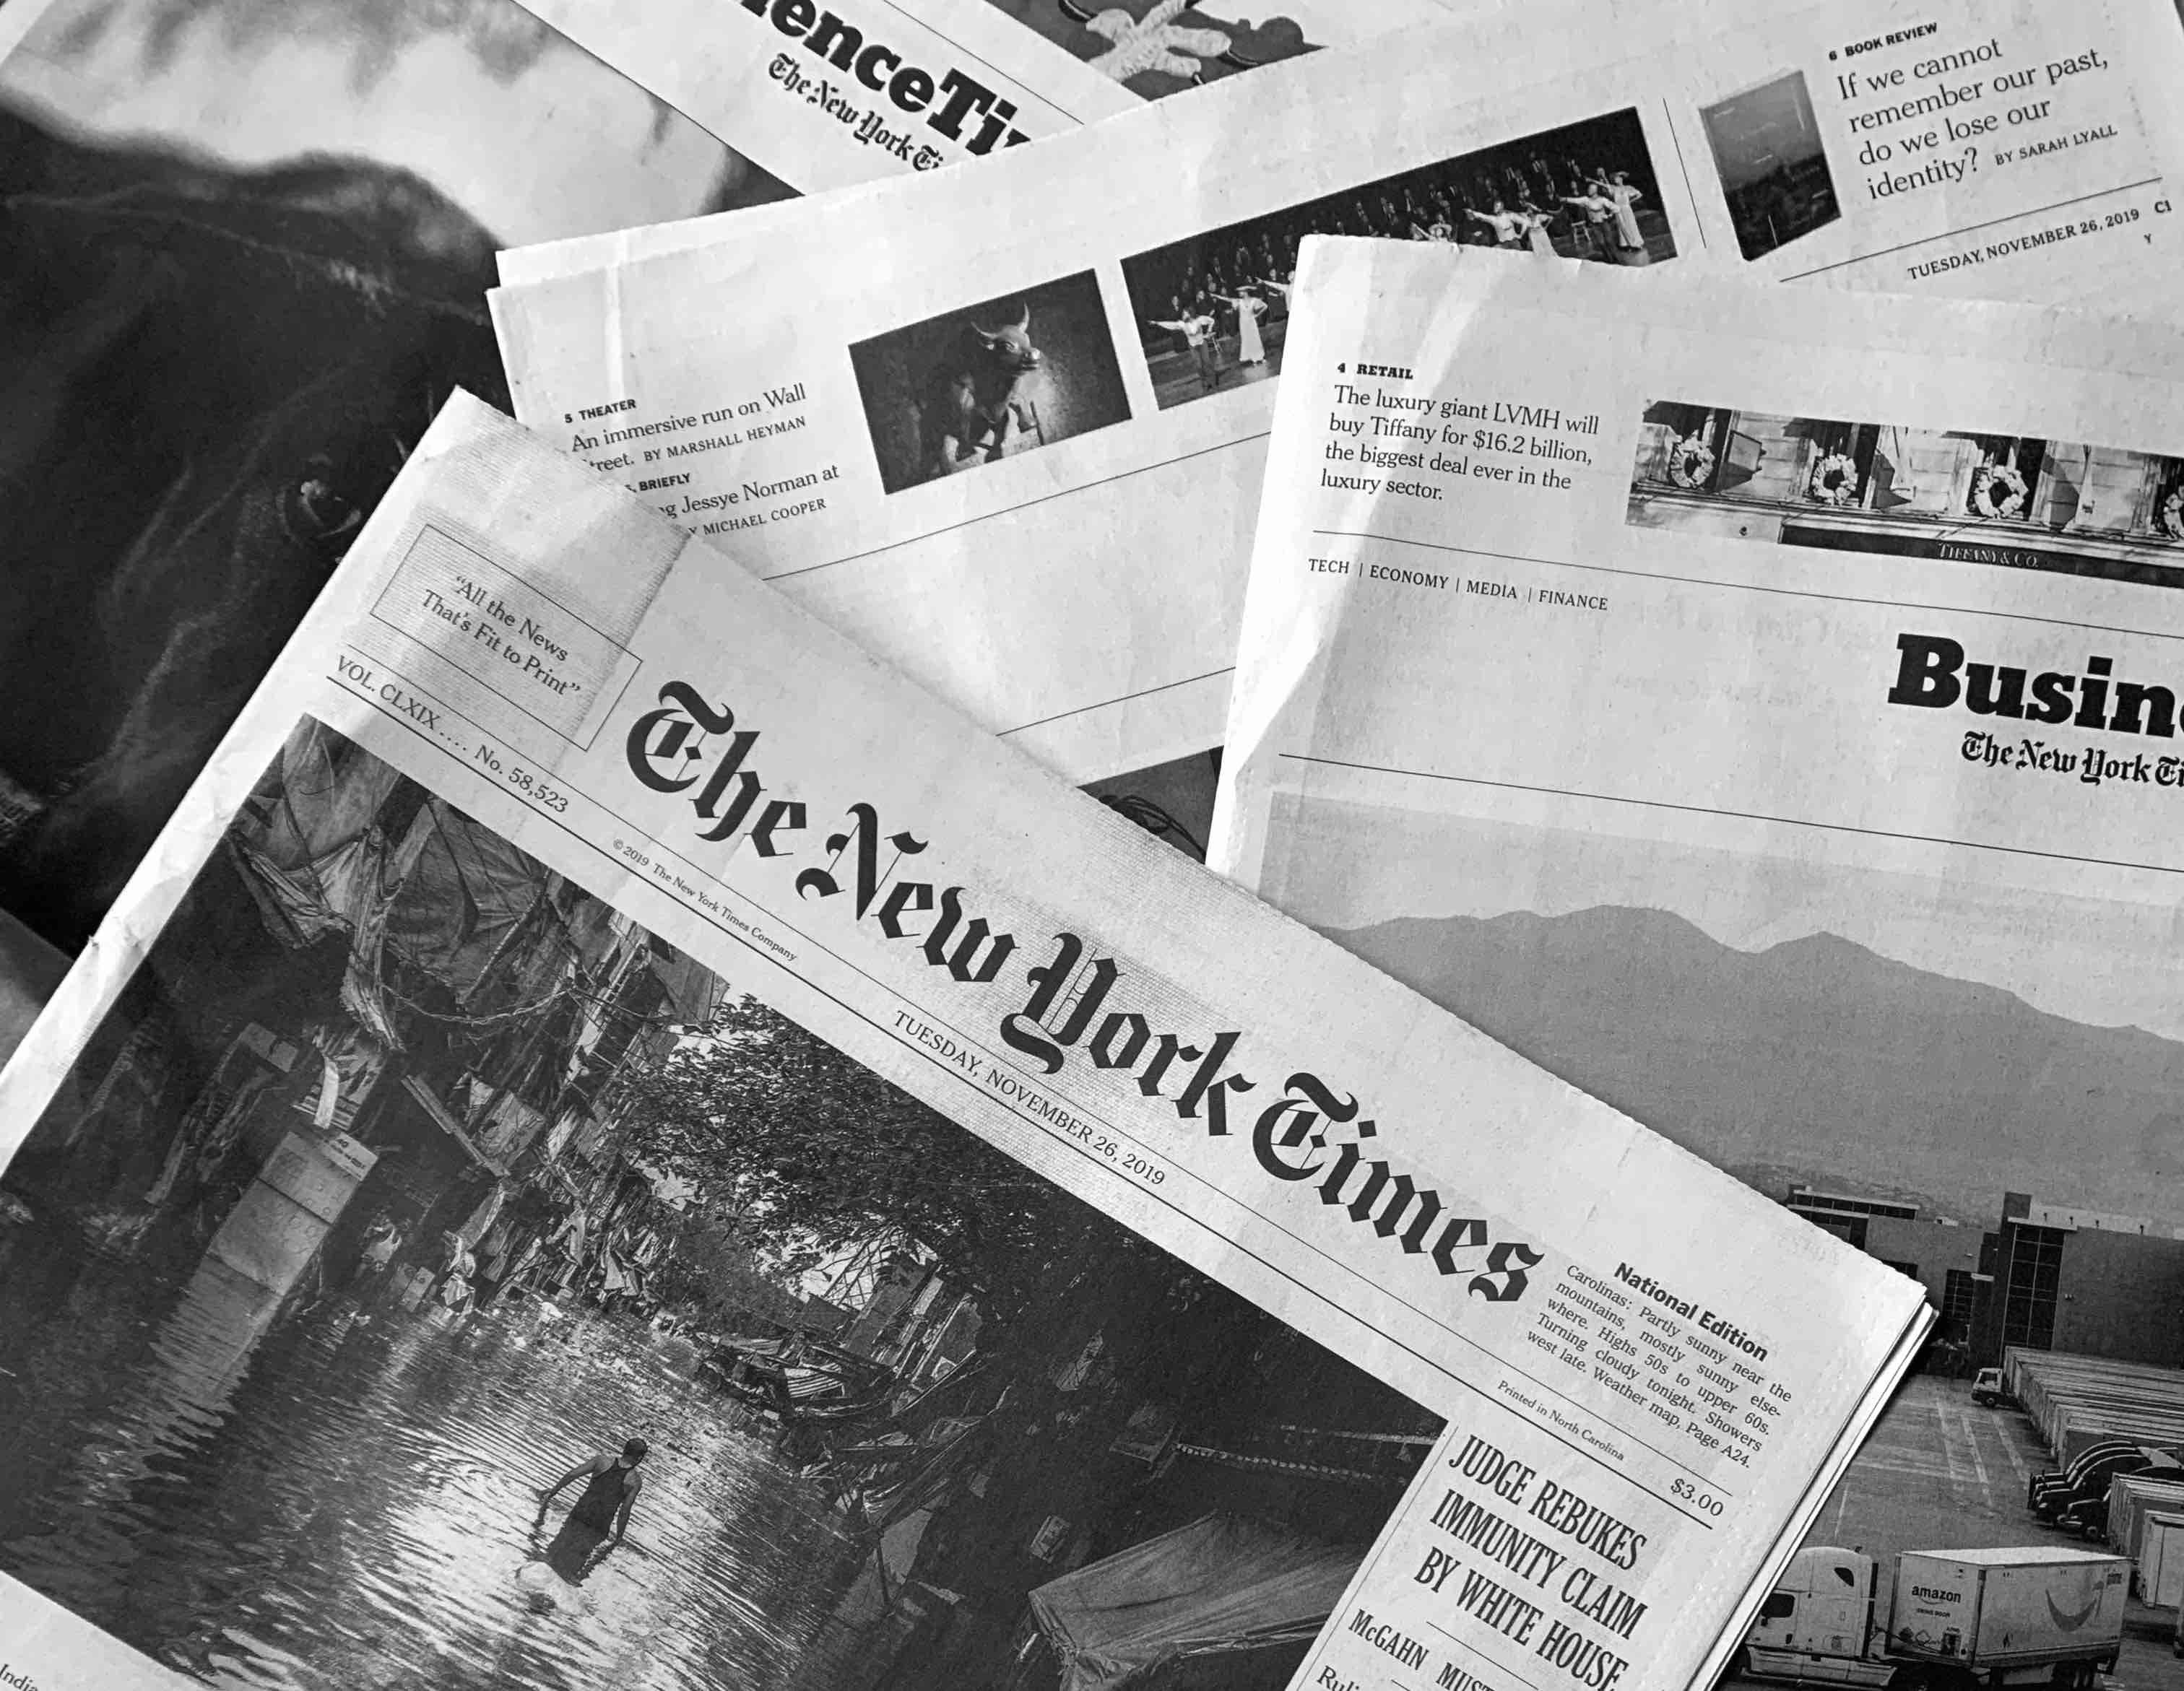 ienceTi
The New York Ti
6 BOOK REVIEW
If we cannot
remember our past,
do we lose our
identity? BY SARAH LYALL
TUESDAY, NOVEMBER 26, 2019 C1
Y
5 THEATER
An immersive run on Wall
treet. BY MARSHALL HEYMAN
BRIEFLY
g Jessye Norman at
Y MICHAEL COOPER
4 RETAIL
The luxury giant LVMH will
buy Tiffany for $16.2 billion,
the biggest deal ever in the
luxury sector.
TIFFANY & CO.
TECH | ECONOMY | MEDIA | FINANCE
Busine
The New York Ti
"All the News
That's Fit to Print"
VOL. CLXIX .... No. 58,523
© 2019 The New York Times Company
The New York Times
TUESDAY, NOVEMBER 26, 2019
National Edition
Carolinas: Partly sunny near the
mountains, mostly sunny else-
where. Highs 50s to upper 60s.
Turning cloudy tonight. Showers
west late. Weather map, Page A24.
Printed in North Carolina
$3.00
JUDGE REBUKES
IMMUNITY CLAIM
BY WHITE HOUSE
McGAHN MUST
Ruli
India
amazon
prime